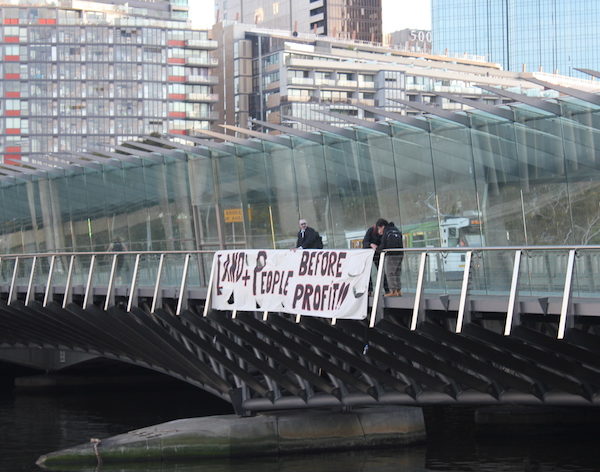 500
LAND + PEOPLE BEFORE
PROFIT!!